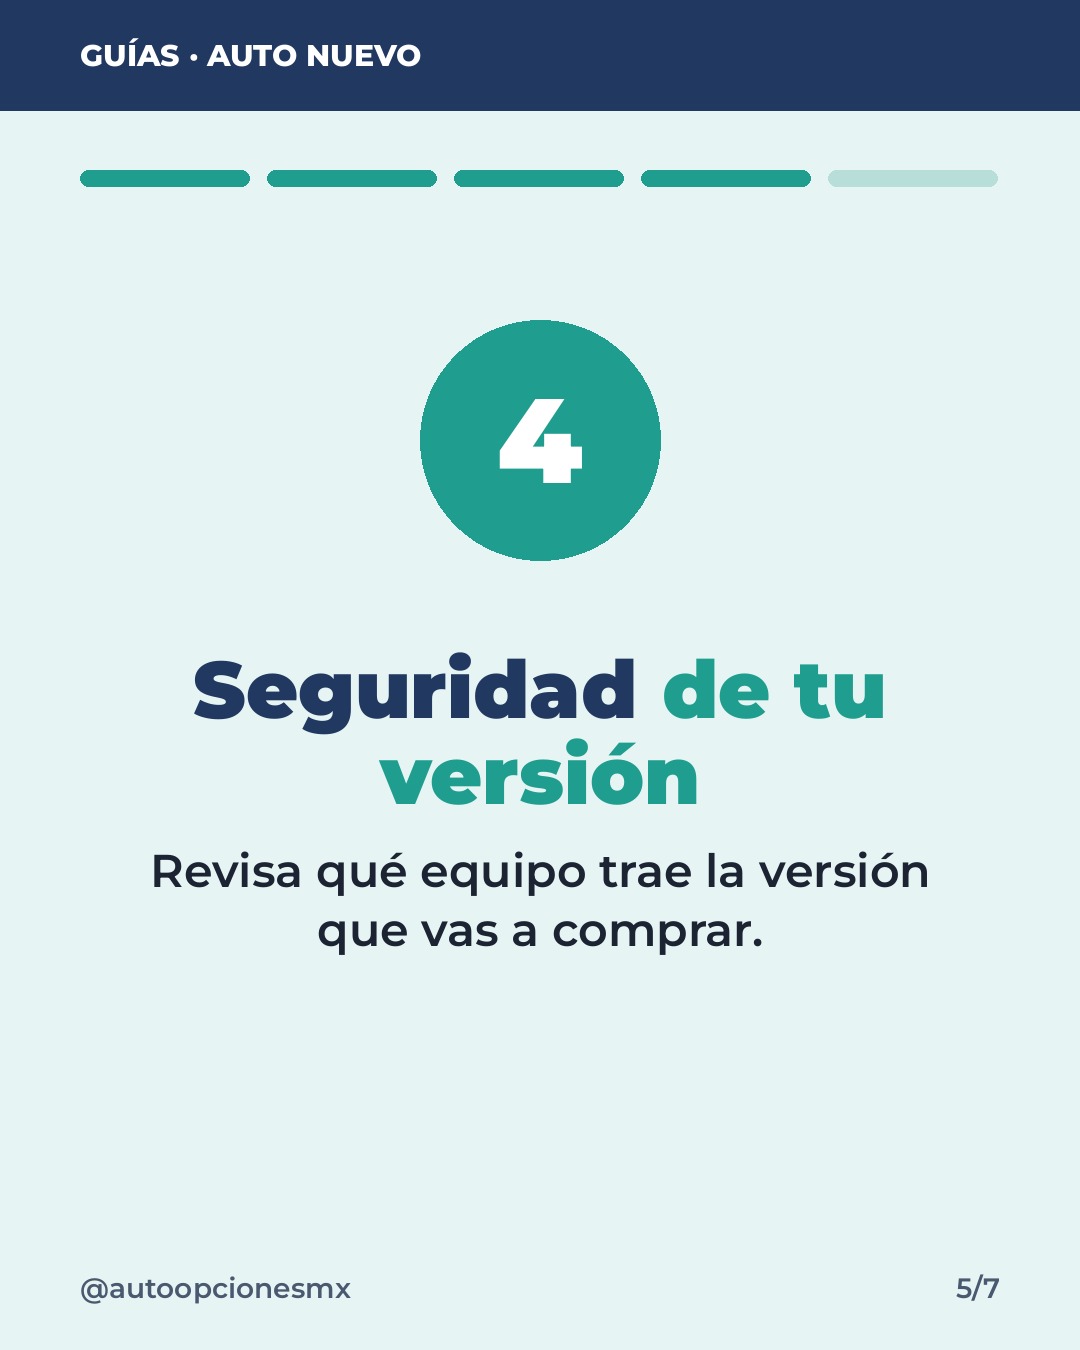 GUÍAS · AUTO NUEVO
4
Seguridad de tu
versión
Revisa qué equipo trae la versión
que vas a comprar.
@autoopcionesmx
5/7